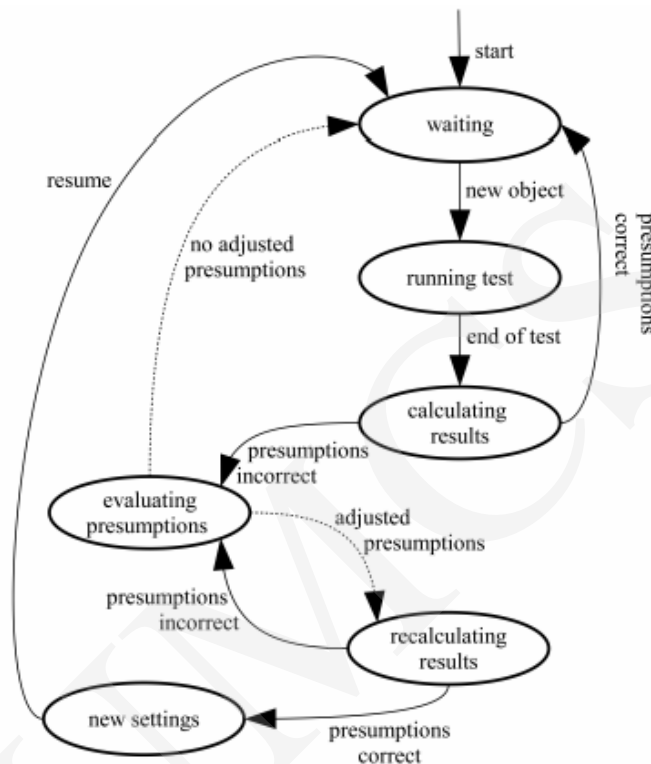 start
waiting
resume
new object
presumptions
correct
no adjusted
presumptions
running test
end of test
calculating
results
presumptions
incorrect
evaluating
presumptions
adjusted
presumptions
presumptions
incorrect
recalculating
results
new settings
presumptions
correct
UMCS